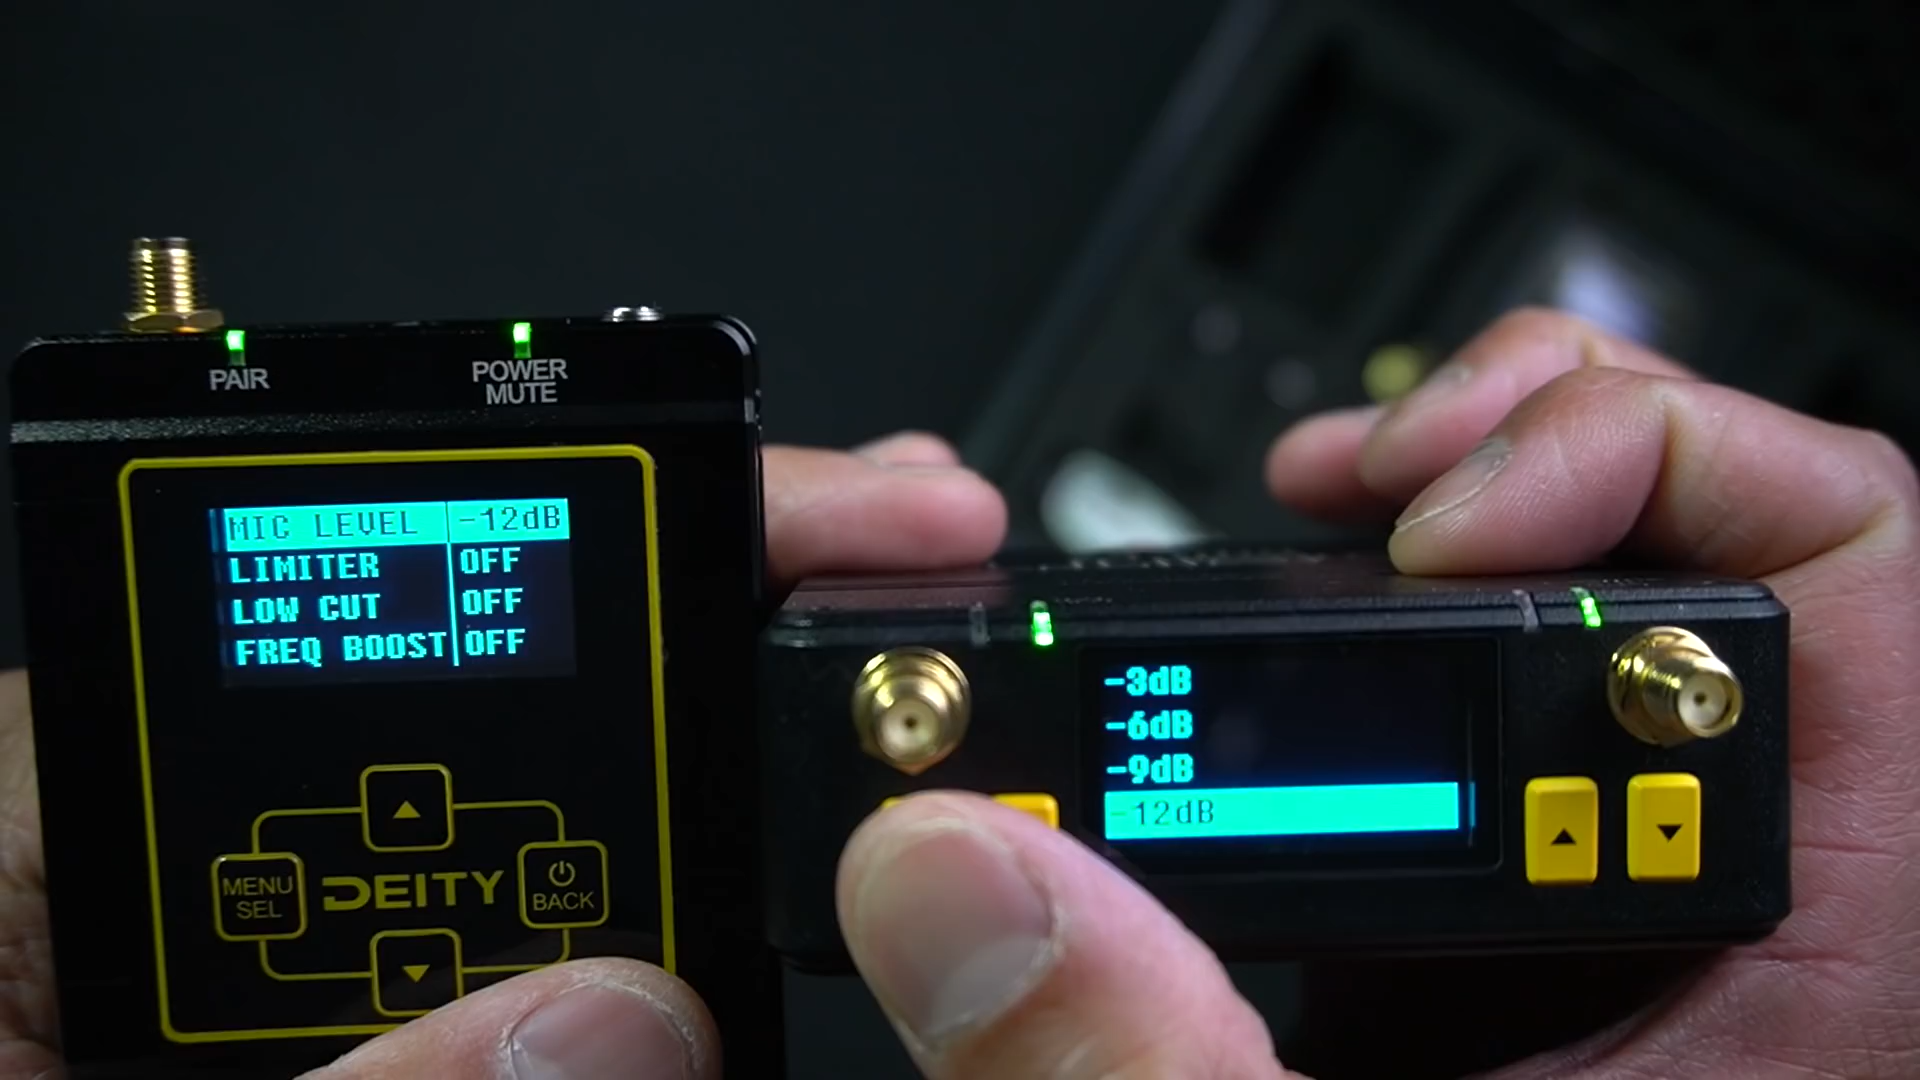 PAIR
POWER
MUTE
MIC LEVEL -12dB
LIMITER OFF
LOW CUT OFF
FREQ BOOST OFF
MENU
SEL
DEITY
BACK
-3dB
-6dB
-9dB
-12dB